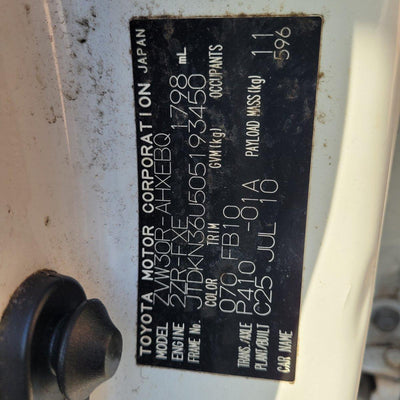 TOYOTA MOTOR CORPORATION JAPAN
MODEL ZVW30R-AHXEBQ
ENGINE 2ZR-FXE 1798 mL
FRAME No. JTDKN36U505193450
COLOR TRIM GVM(kg) OCCUPANTS
070 FB10
TRANS./AXLE P410 -01A PAYLOAD MASS(kg) 11
PLANT/BUILT C25 JUL 10 596
CAR NAME